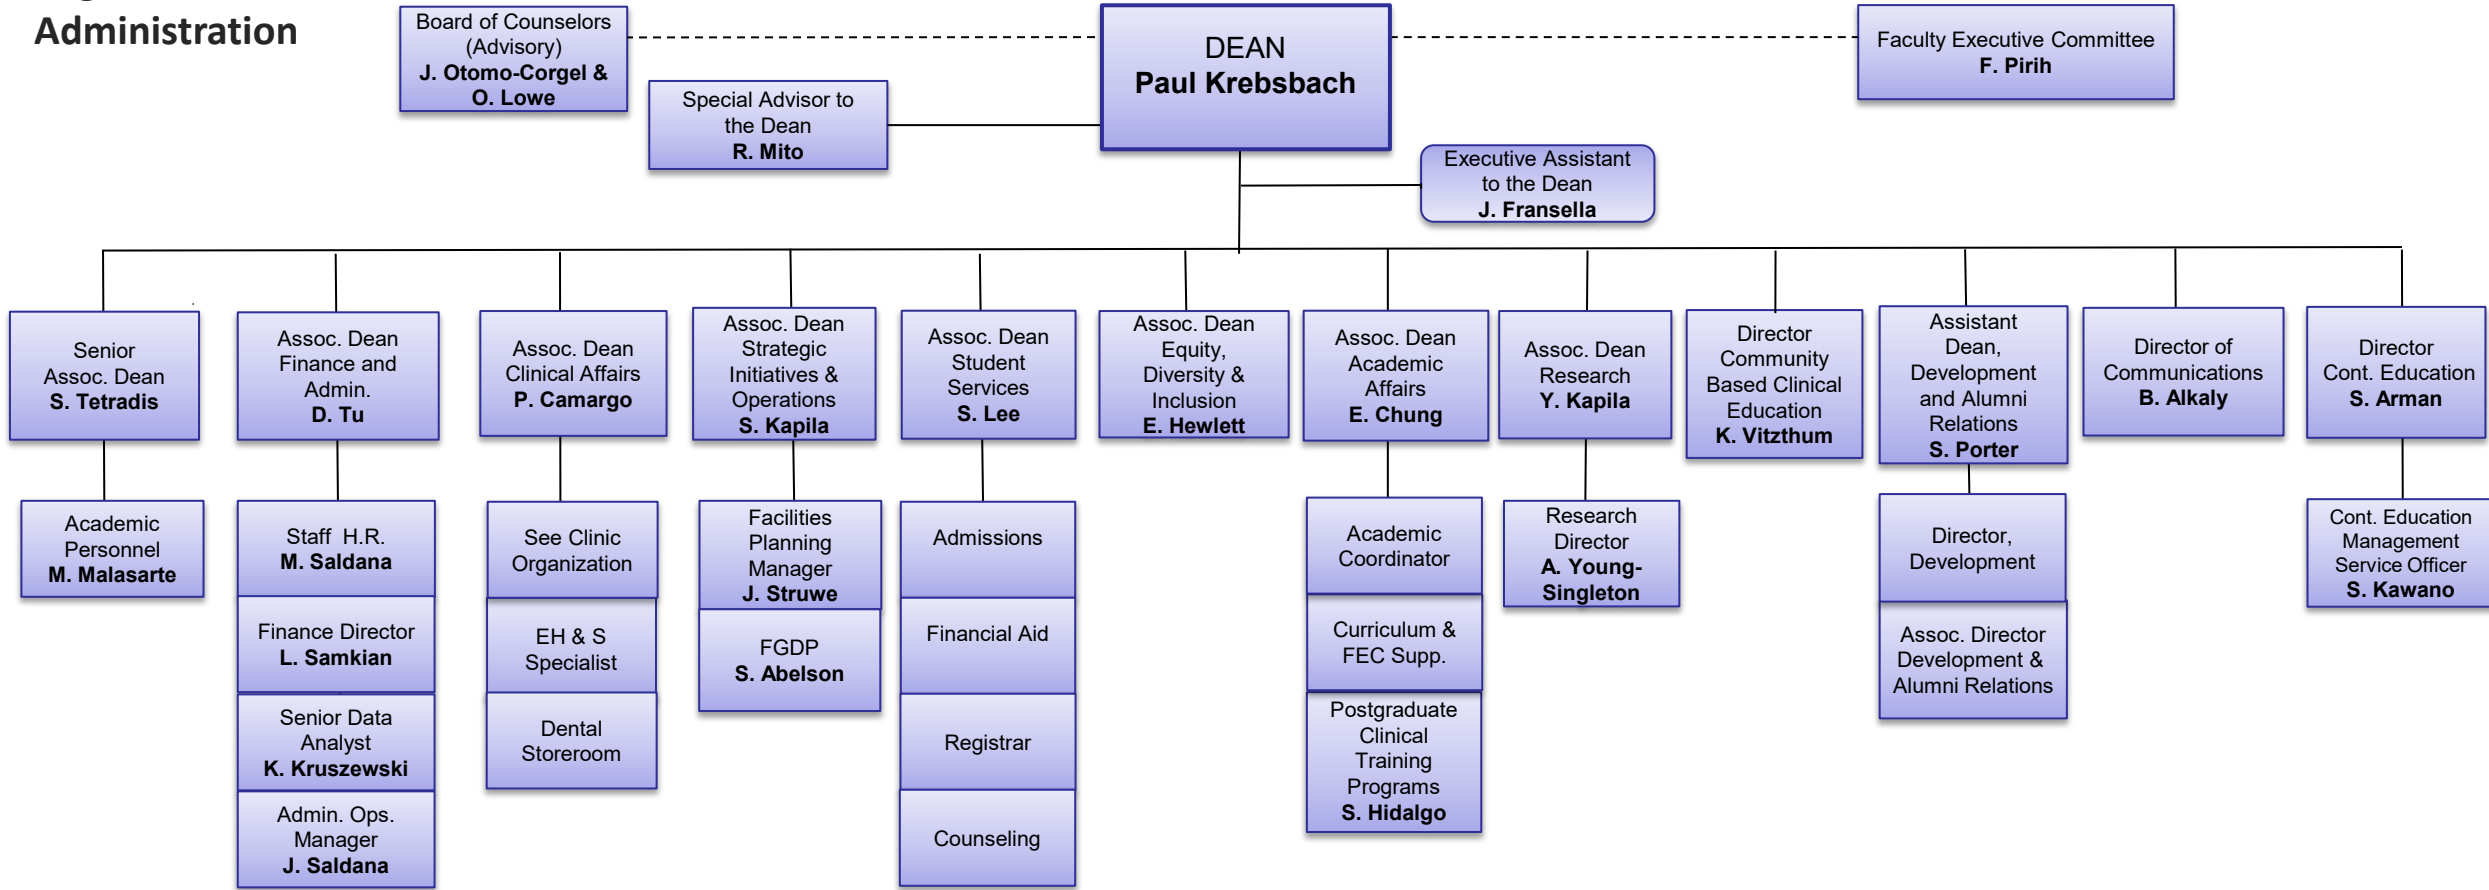 Administration
Board of Counselors
(Advisory)
J. Otomo-Corgel &
O. Lowe
DEAN
Paul Krebsbach
Faculty Executive Committee
F. Pirih
Special Advisor to
the Dean
R. Mito
Executive Assistant
to the Dean
J. Fransella
Senior
Assoc. Dean
S. Tetradis
Assoc. Dean
Finance and
Admin.
D. Tu
Assoc. Dean
Clinical Affairs
P. Camargo
Assoc. Dean
Strategic
Initiatives &
Operations
S. Kapila
Assoc. Dean
Student
Services
S. Lee
Assoc. Dean
Equity,
Diversity &
Inclusion
E. Hewlett
Assoc. Dean
Academic
Affairs
E. Chung
Assoc. Dean
Research
Y. Kapila
Director
Community
Based Clinical
Education
K. Vitzthum
Assistant
Dean,
Development
and Alumni
Relations
S. Porter
Director of
Communications
B. Alkaly
Director
Cont. Education
S. Arman
Academic
Personnel
M. Malasarte
Staff H.R.
M. Saldana
Finance Director
L. Samkian
Senior Data
Analyst
K. Kruszewski
Admin. Ops.
Manager
J. Saldana
See Clinic
Organization
EH & S
Specialist
Dental
Storeroom
Facilities
Planning
Manager
J. Struwe
FGDP
S. Abelson
Admissions
Financial Aid
Registrar
Counseling
Academic
Coordinator
Curriculum &
FEC Supp.
Postgraduate
Clinical
Training
Programs
S. Hidalgo
Research
Director
A. Young-
Singleton
Director,
Development
Assoc. Director
Development &
Alumni Relations
Cont. Education
Management
Service Officer
S. Kawano